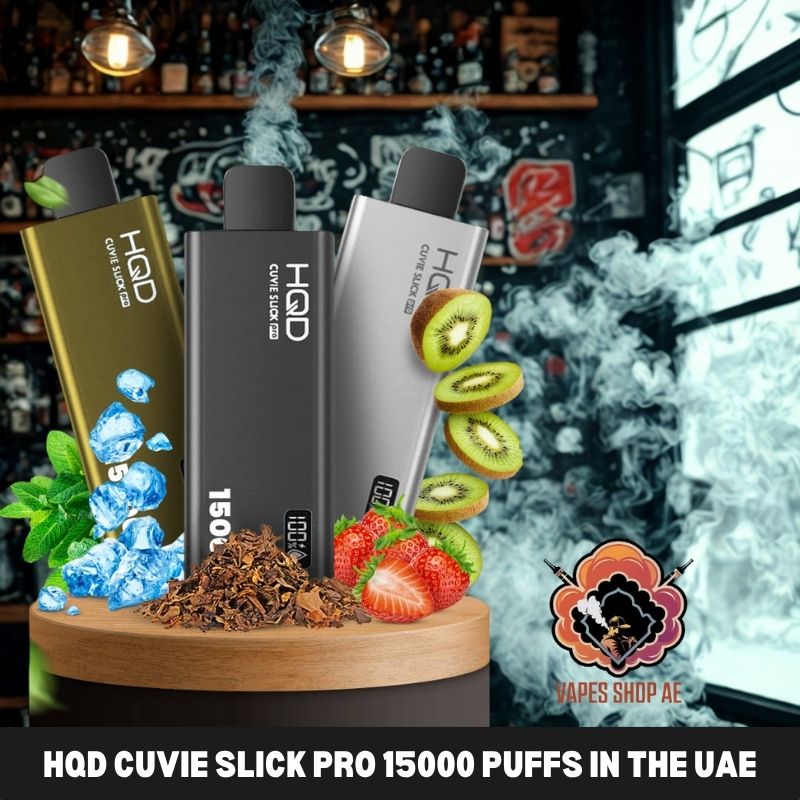 HQD
CUVIE SLICK pro
HQD
CUVIE SLICK pro
HQD
CUVIE SLICK pro
100%
VAPES SHOP AE
HQD CUVIE SLICK PRO 15000 PUFFS IN THE UAE